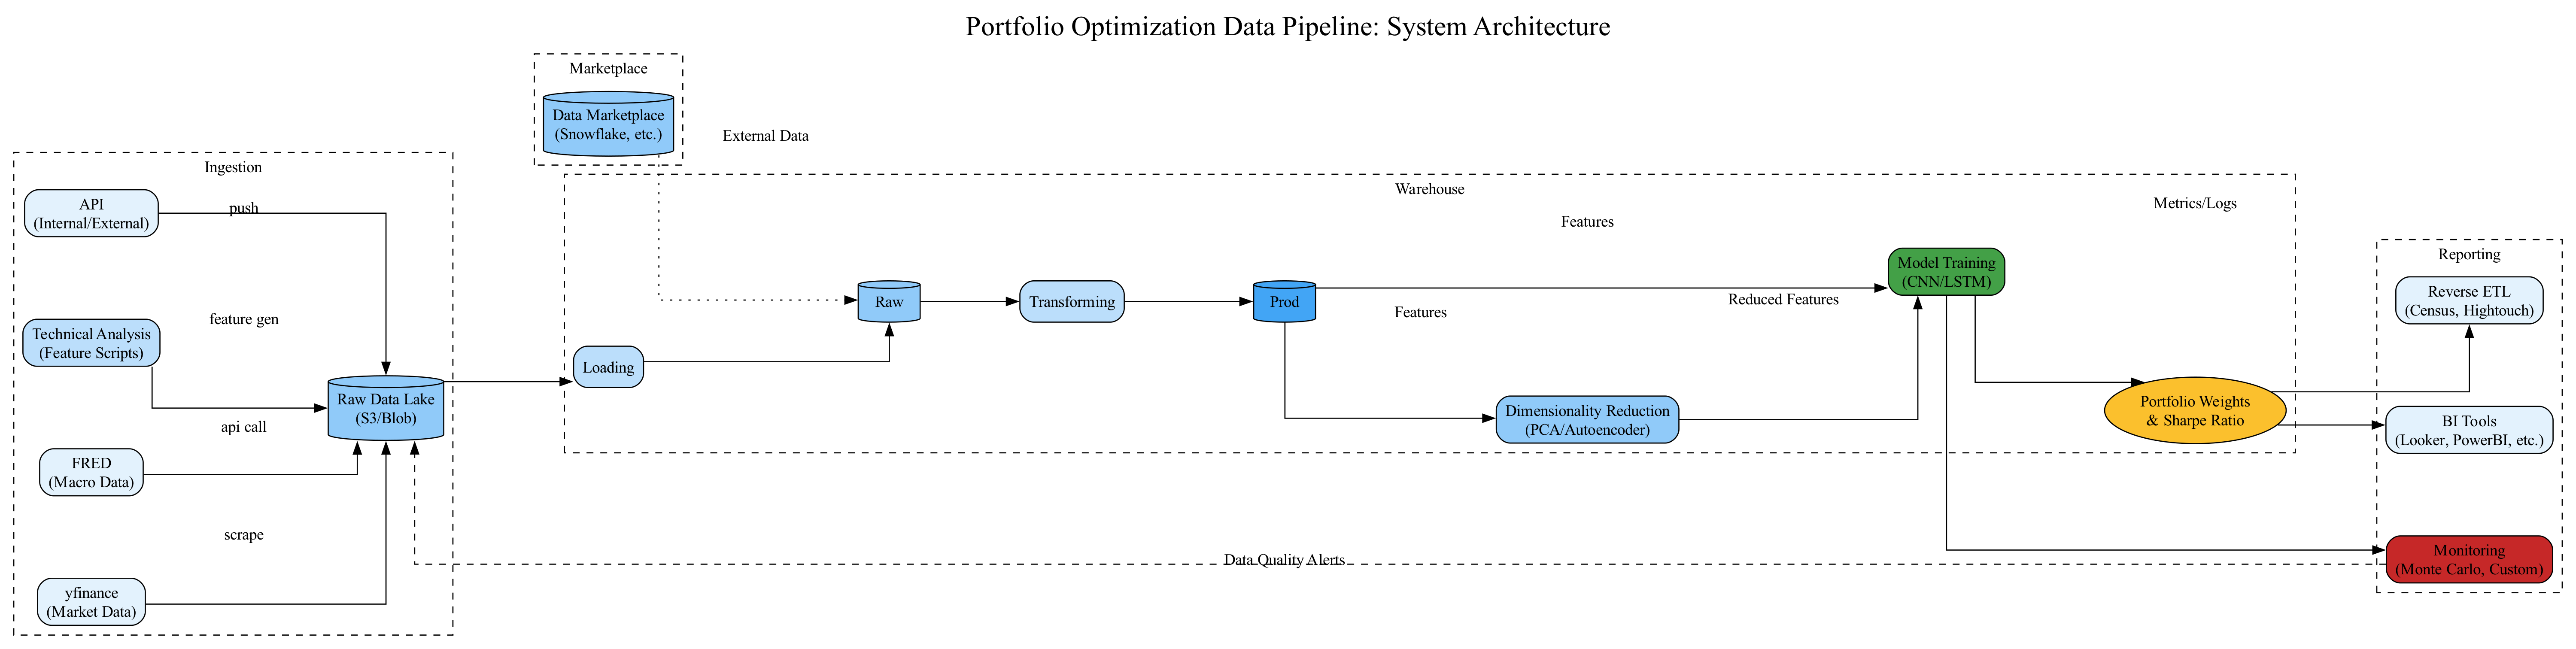 Portfolio Optimization Data Pipeline: System Architecture
Marketplace
Data Marketplace
(Snowflake, etc.)
External Data
Ingestion
API
(Internal/External)
push
Technical Analysis
(Feature Scripts)
feature gen
Raw Data Lake
(S3/Blob)
api call
FRED
(Macro Data)
scrape
yfinance
(Market Data)
Warehouse
Loading
Raw
Transforming
Prod
Features
Features
Dimensionality Reduction
(PCA/Autoencoder)
Reduced Features
Model Training
(CNN/LSTM)
Metrics/Logs
Portfolio Weights
& Sharpe Ratio
Reporting
Reverse ETL
(Census, Hightouch)
BI Tools
(Looker, PowerBI, etc.)
Monitoring
(Monte Carlo, Custom)
Data Quality Alerts